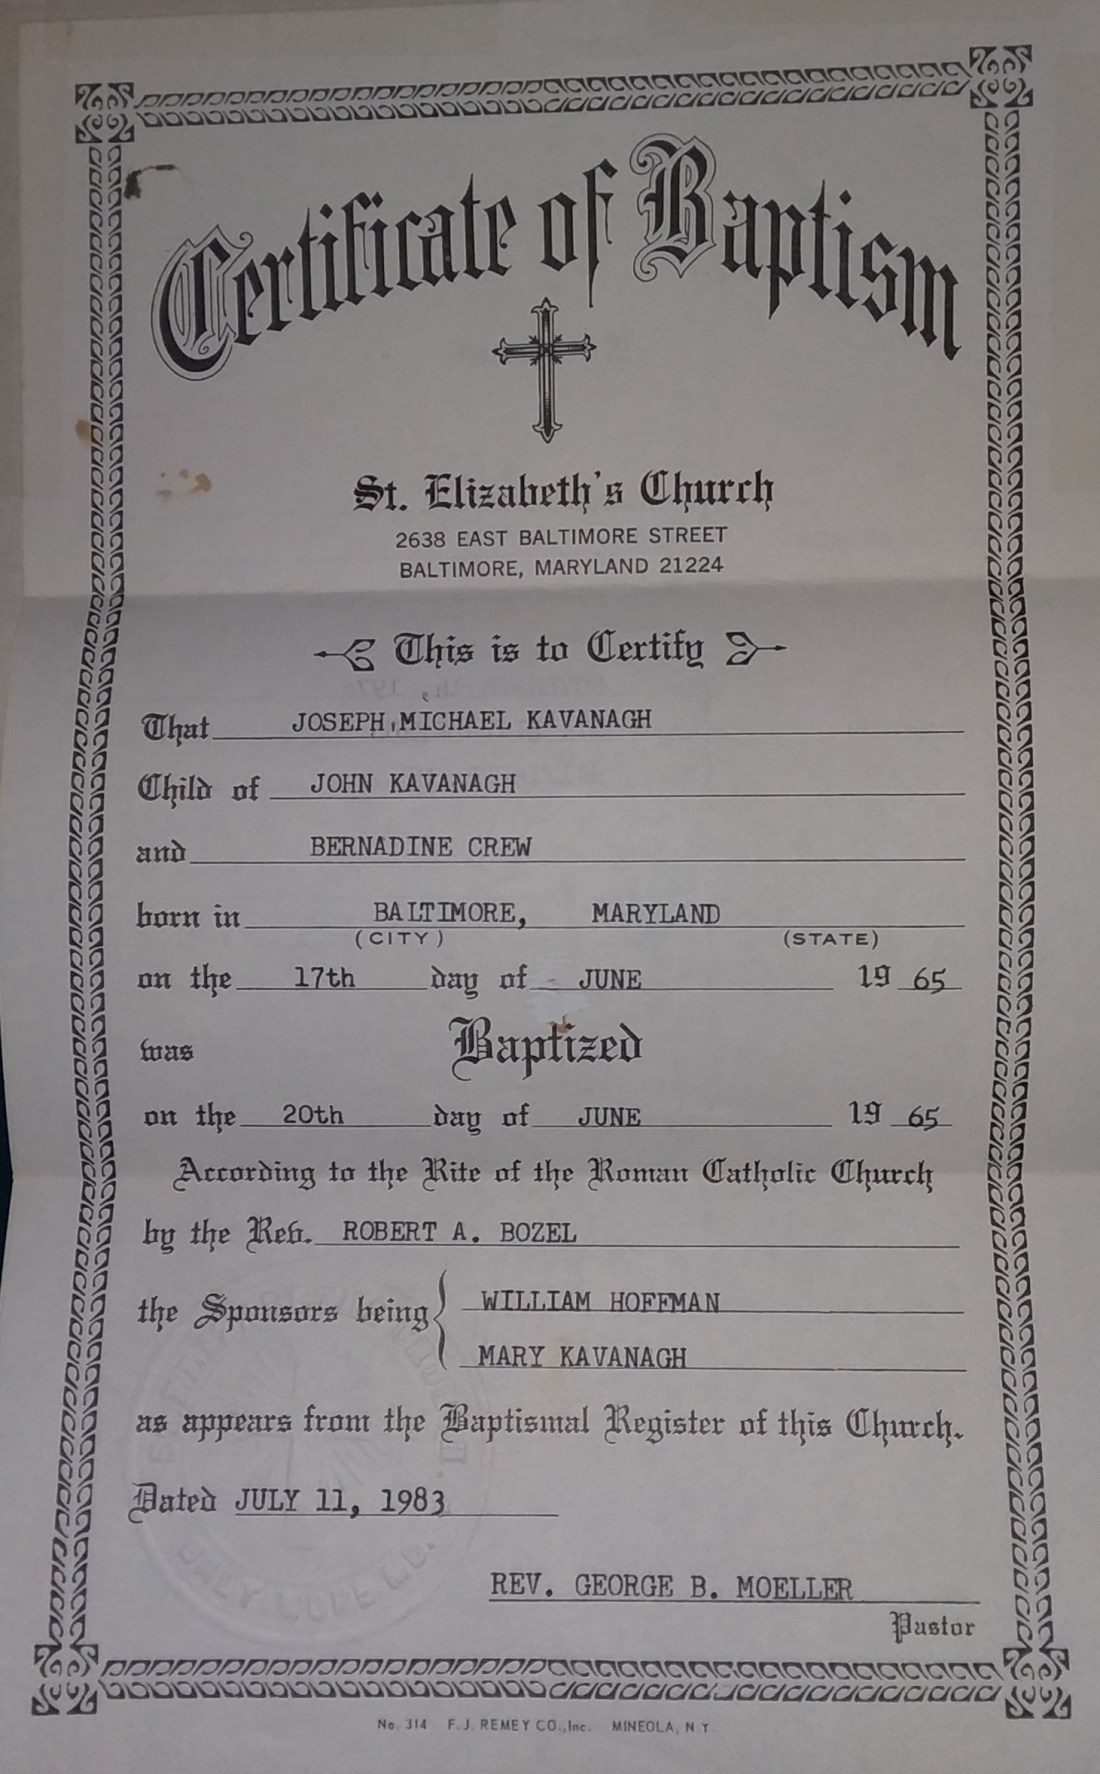 Certificate of Baptism
St. Elizabeth's Church
2638 EAST BALTIMORE STREET
BALTIMORE, MARYLAND 21224
This is to Certify
That JOSEPH MICHAEL KAVANAGH
Child of JOHN KAVANAGH
and BERNADINE CREW
born in BALTIMORE, MARYLAND
(CITY) (STATE)
on the 17th day of JUNE 19 65
was Baptized
on the 20th day of JUNE 19 65
According to the Rite of the Roman Catholic Church
by the Rev. ROBERT A. BOZEL
the Sponsors being WILLIAM HOFFMAN
MARY KAVANAGH
as appears from the Baptismal Register of this Church.
Dated JULY 11, 1983
REV. GEORGE B. MOELLER
Pastor
No. 314 F.J. REMEY CO., Inc. MINEOLA, N.Y.